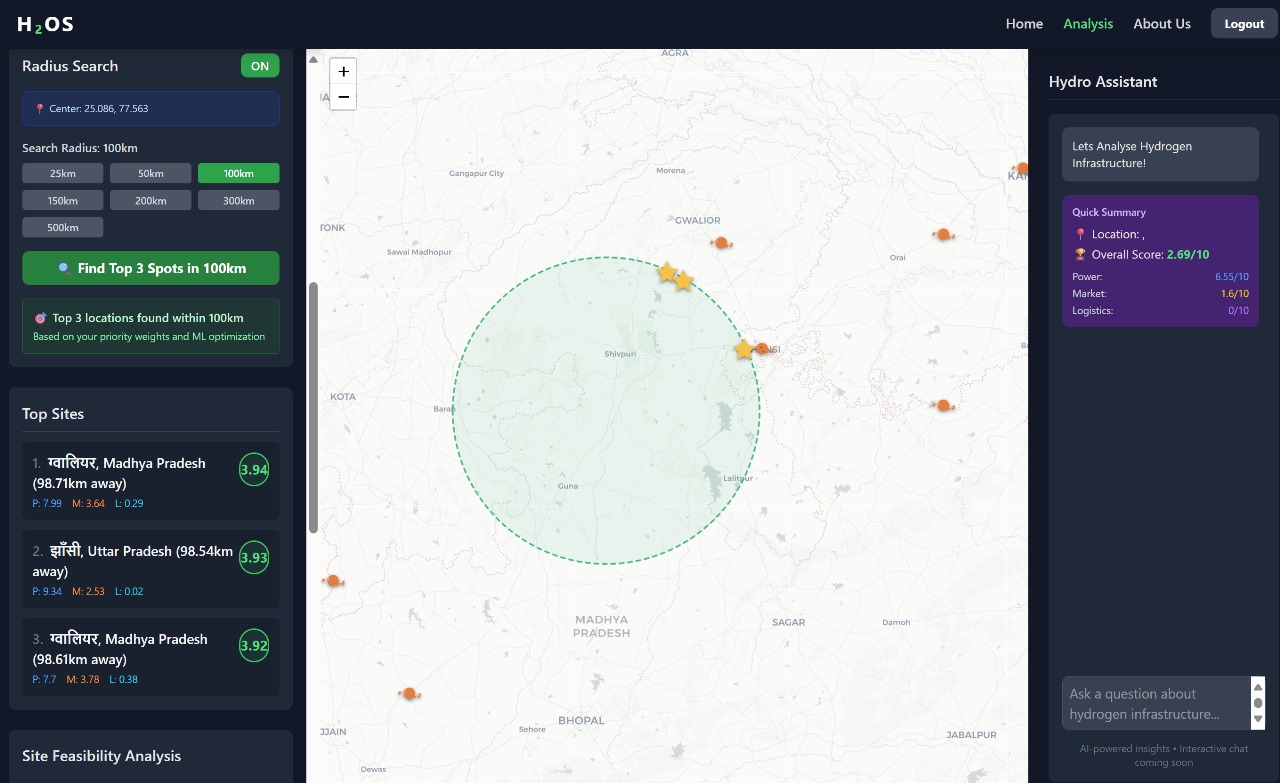 H₂OS
Home
Analysis
About Us
Logout
Radius Search
ON
Center: 25.086, 77.563
Search Radius: 100km
25km
50km
100km
150km
200km
300km
500km
Find Top 3 Spots in 100km
Top 3 locations found within 100km
Based on your priority weights and ML optimization
Top Sites
1. ग्वालियर, Madhya Pradesh
(98.71km away)
3.94
P: 7.99 M: 3.64 L: 0.29
2. झाँसी, Uttar Pradesh (98.54km
away)
3.93
P: 9.34 M: 2.53 L: 0.02
3. ग्वालियर, Madhya Pradesh
(98.61km away)
3.92
P: 7.7 M: 3.78 L: 0.38
Site Feasibility Analysis
+
−
AGRA
Gangapur City
Morena
TONK
GWALIOR
Sawai Madhopur
Orai
Shivpuri
KOTA
Baran
Lalitpur
Guna
MADHYA
PRADESH
SAGAR
Damoh
BHOPAL
Sehore
JJAIN
JABALPUR
Dewas
Hydro Assistant
Lets Analyse Hydrogen
Infrastructure!
Quick Summary
Location: ,
Overall Score: 2.69/10
Power: 6.55/10
Market: 1.6/10
Logistics: 0/10
Ask a question about
hydrogen infrastructure...
AI-powered insights • Interactive chat
coming soon